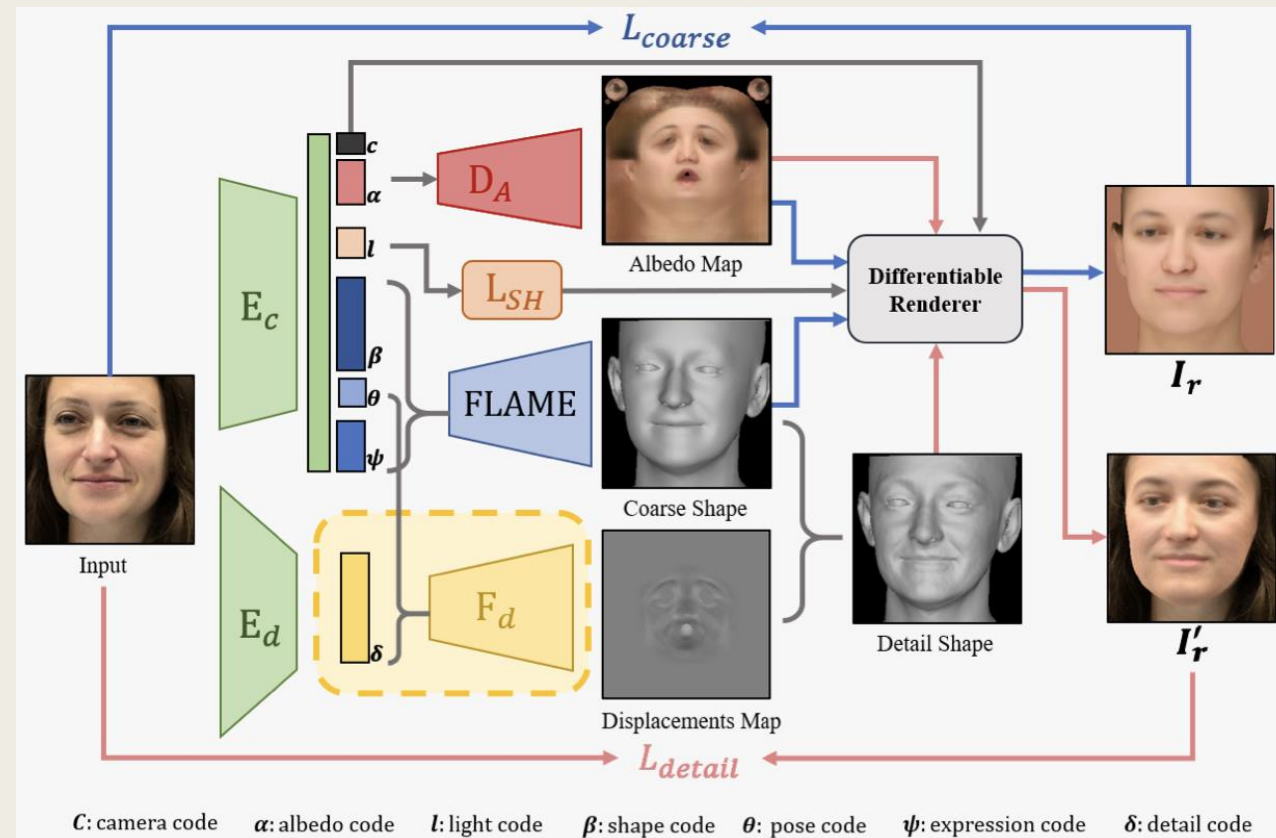 L_coarse
c
α
D_A
l
Albedo Map
L_SH
Differentiable
Renderer
E_c
β
θ
FLAME
I_r
ψ
Coarse Shape
Input
E_d
F_d
δ
Detail Shape
I'_r
Displacements Map
L_detail
C: camera code α: albedo code l: light code β: shape code θ: pose code ψ: expression code δ: detail code